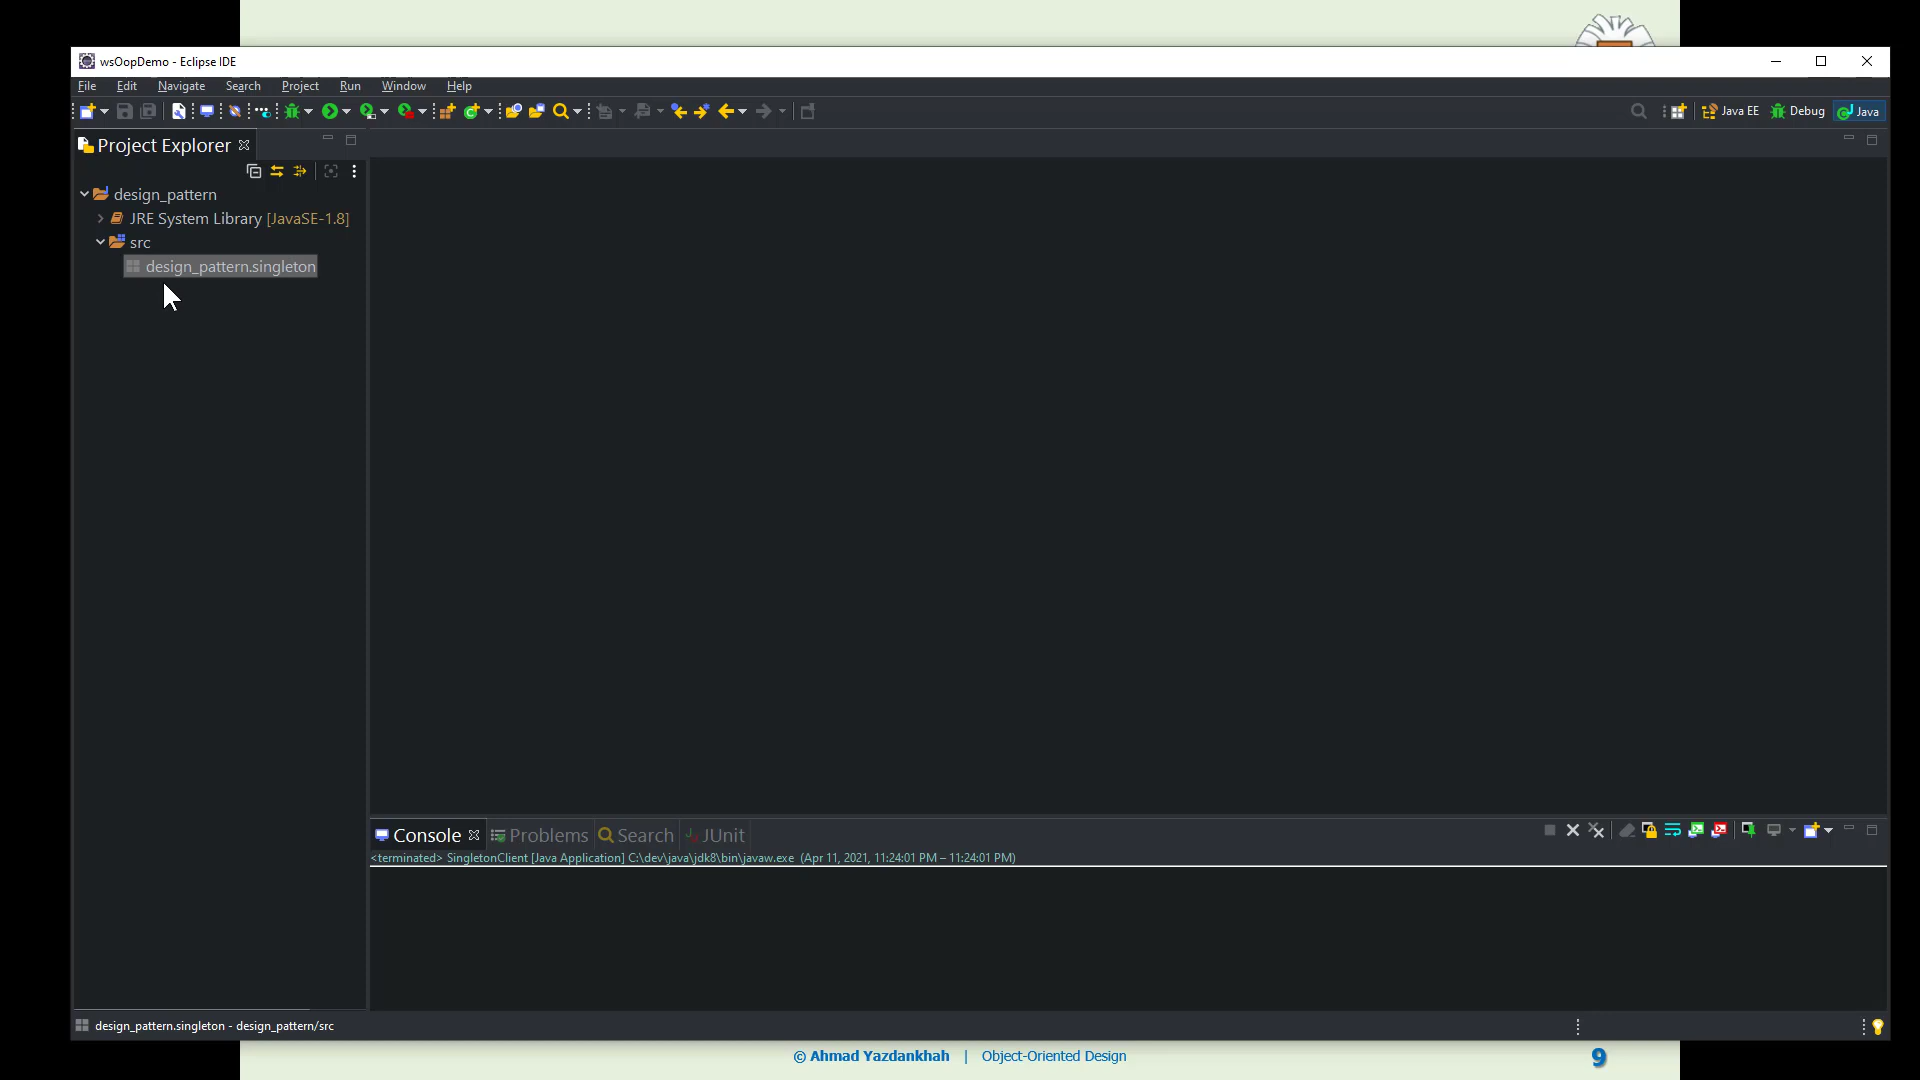 wsOopDemo - Eclipse IDE
File Edit Navigate Search Project Run Window Help
Java EE Debug Java
Project Explorer
design_pattern
JRE System Library [JavaSE-1.8]
src
design_pattern.singleton
Console Problems Search JUnit
<terminated> SingletonClient [Java Application] C:\dev\java\jdk8\bin\javaw.exe (Apr 11, 2021, 11:24:01 PM – 11:24:01 PM)
design_pattern.singleton - design_pattern/src
© Ahmad Yazdankhah | Object-Oriented Design 9